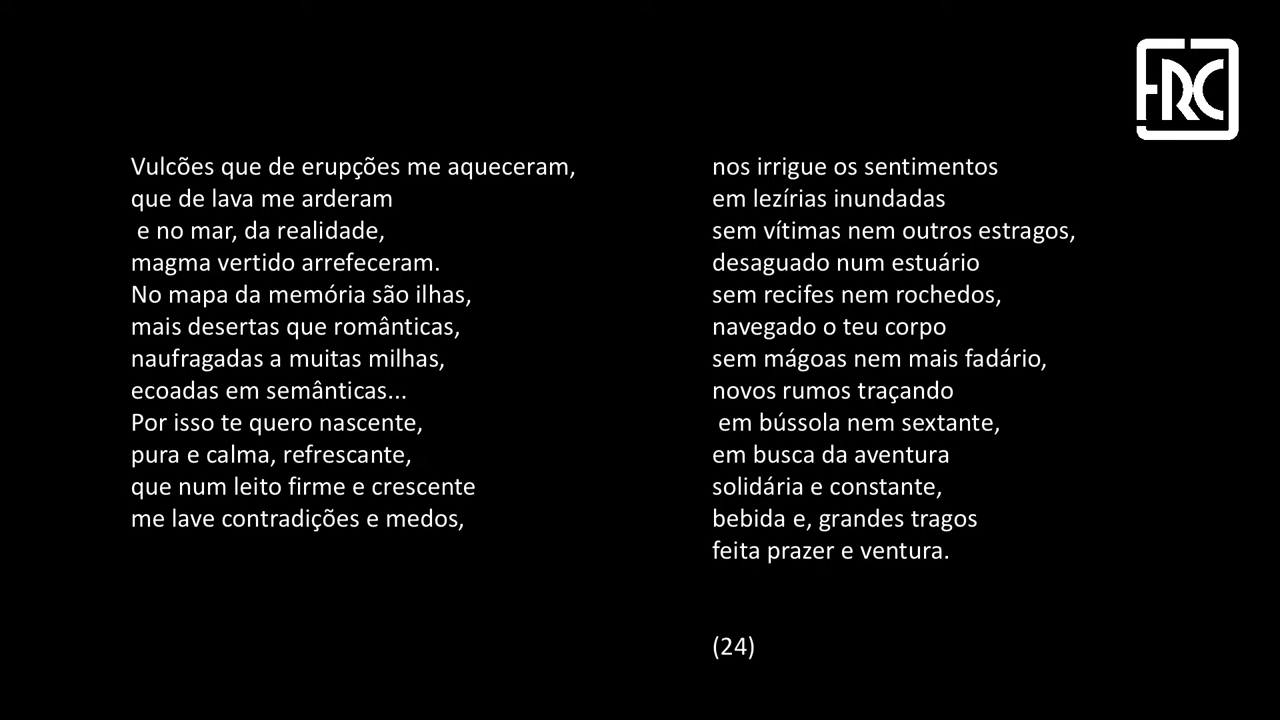 FRC
Vulcões que de erupções me aqueceram,
que de lava me arderam
e no mar, da realidade,
magma vertido arrefeceram.
No mapa da memória são ilhas,
mais desertas que românticas,
naufragadas a muitas milhas,
ecoadas em semânticas...
Por isso te quero nascente,
pura e calma, refrescante,
que num leito firme e crescente
me lave contradições e medos,
nos irrigue os sentimentos
em lezírias inundadas
sem vítimas nem outros estragos,
desaguado num estuário
sem recifes nem rochedos,
navegado o teu corpo
sem mágoas nem mais fadário,
novos rumos traçando
em bússola nem sextante,
em busca da aventura
solidária e constante,
bebida e, grandes tragos
feita prazer e ventura.
(24)